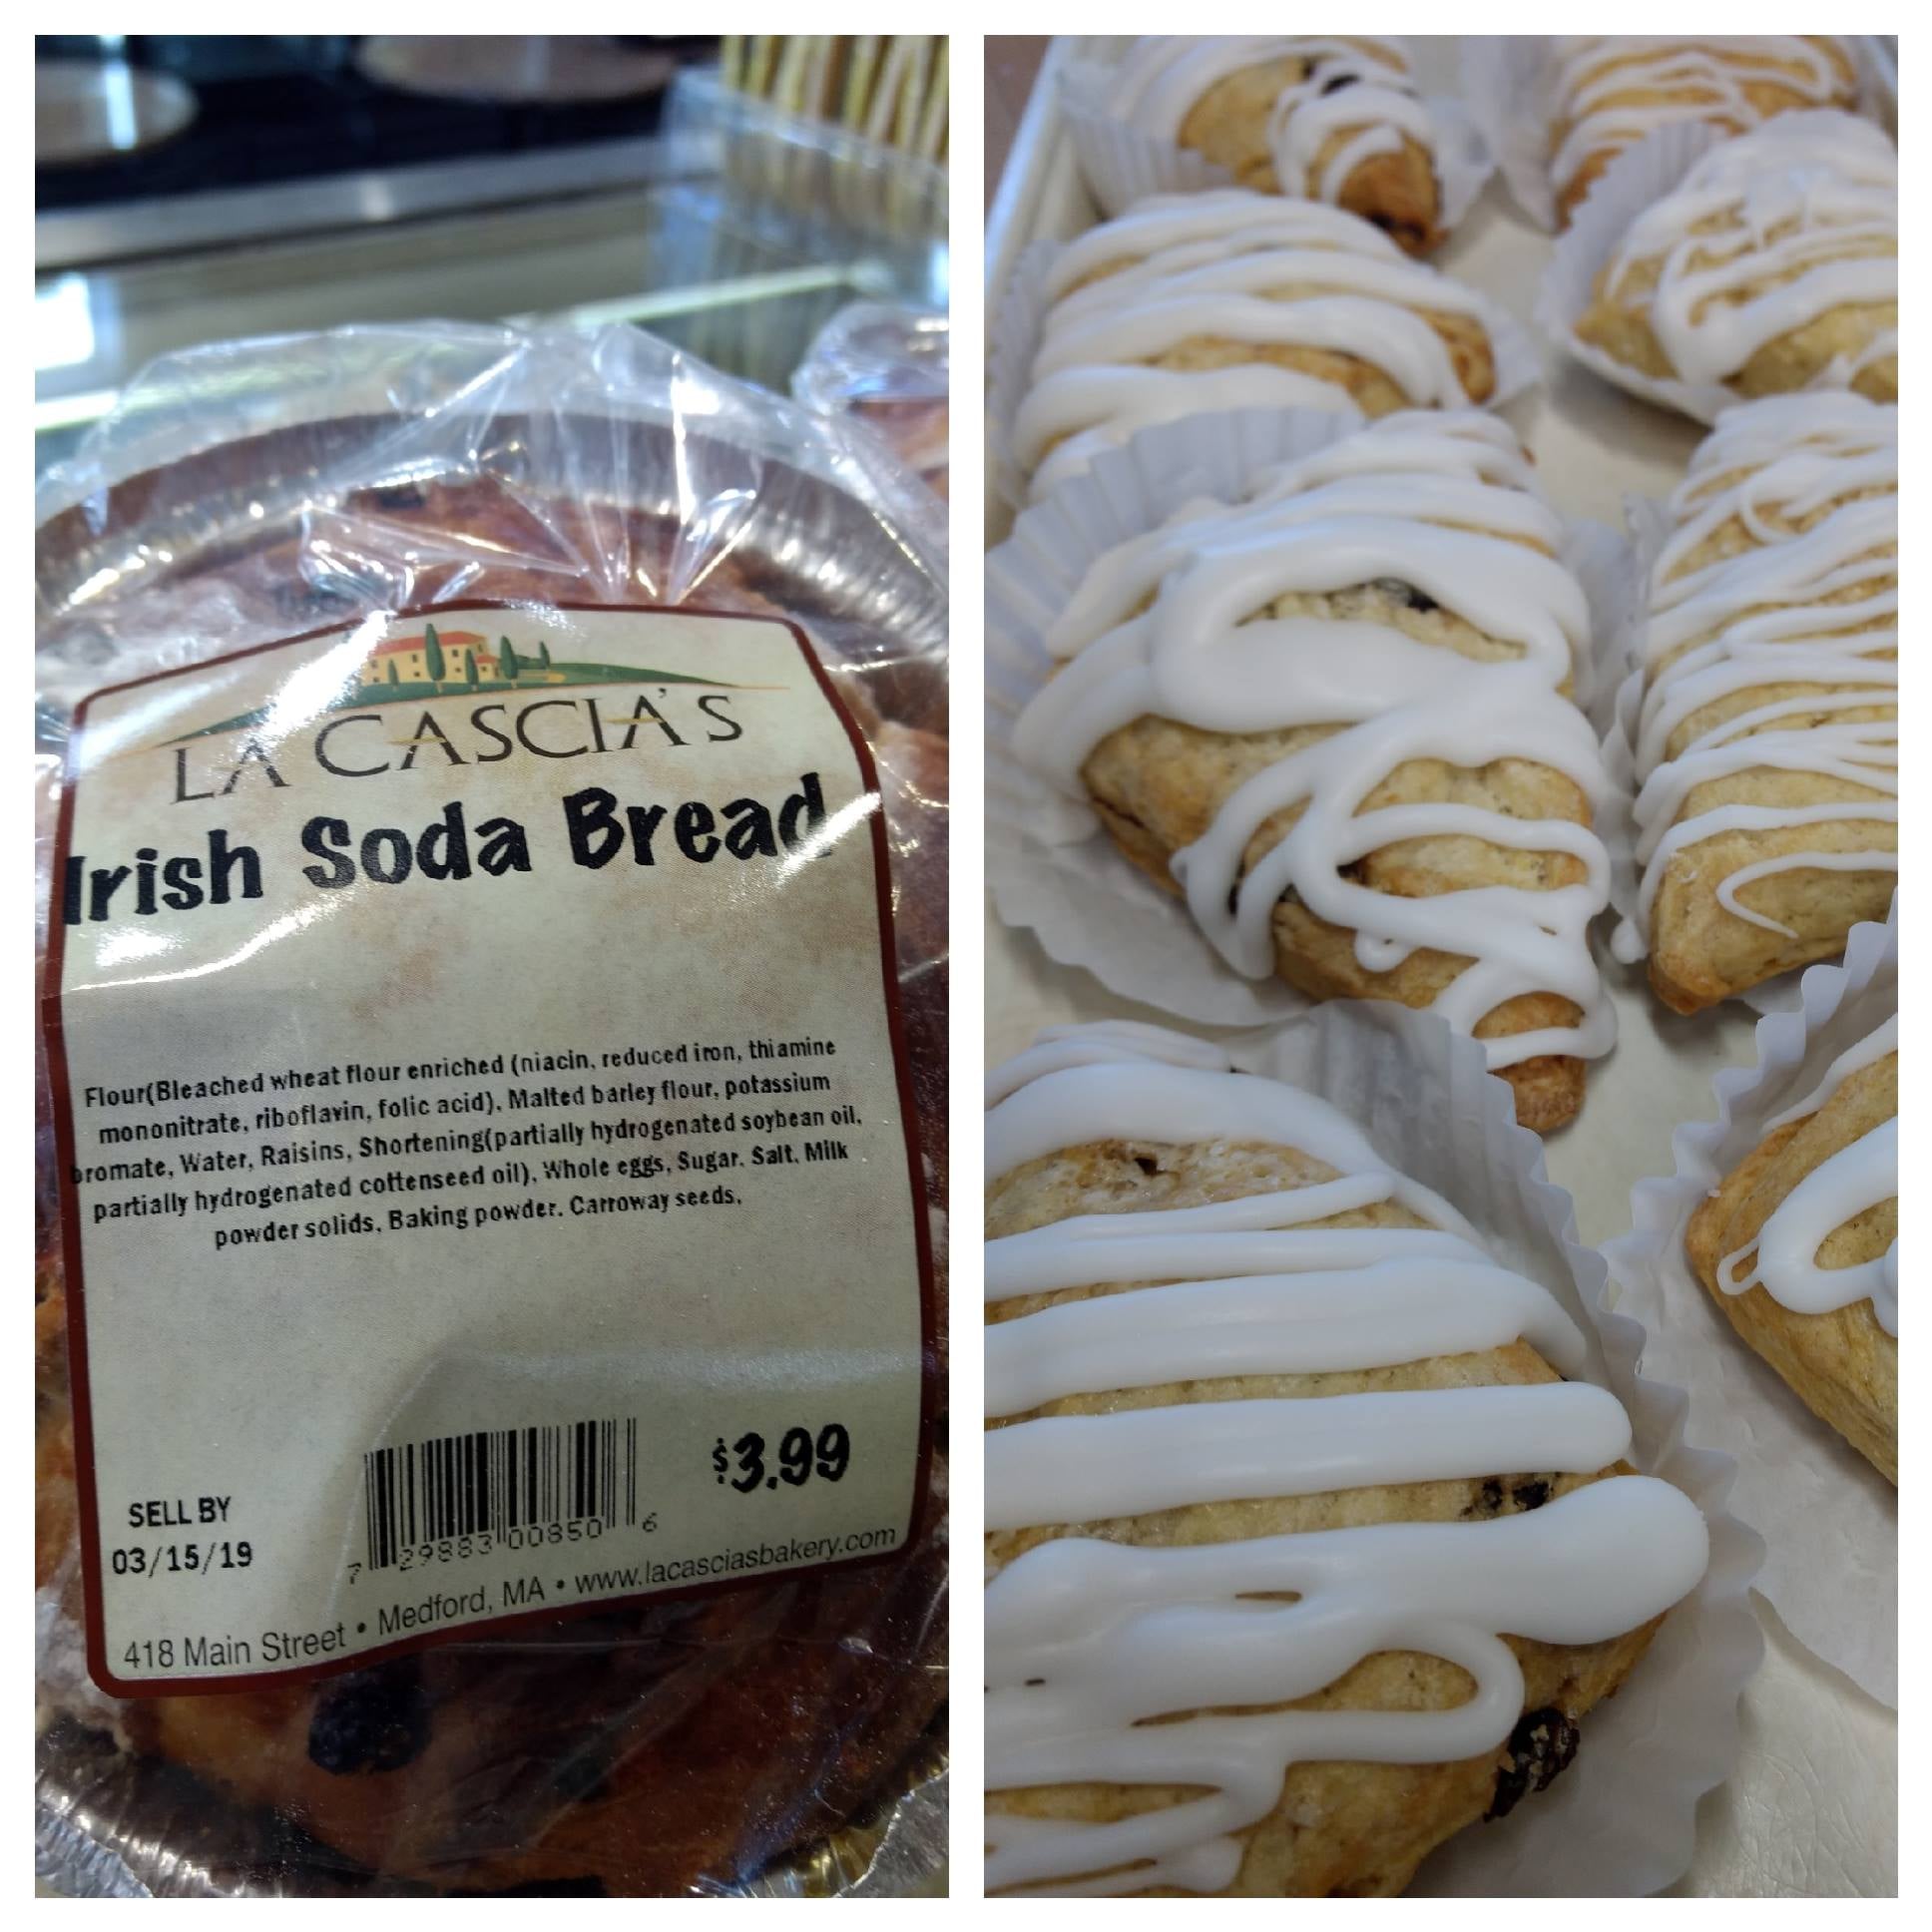 LA CASCIA'S
Irish Soda Bread
Flour(Bleached wheat flour enriched (niacin, reduced iron, thiamine
mononitrate, riboflavin, folic acid), Malted barley flour, potassium
bromate, Water, Raisins, Shortening(partially hydrogenated soybean oil,
partially hydrogenated cottenseed oil), Whole eggs, Sugar, Salt, Milk
powder solids, Baking powder. Carroway seeds,
$3.99
SELL BY
03/15/19
7 29883 00850 6
418 Main Street • Medford, MA • www.lacasciasbakery.com